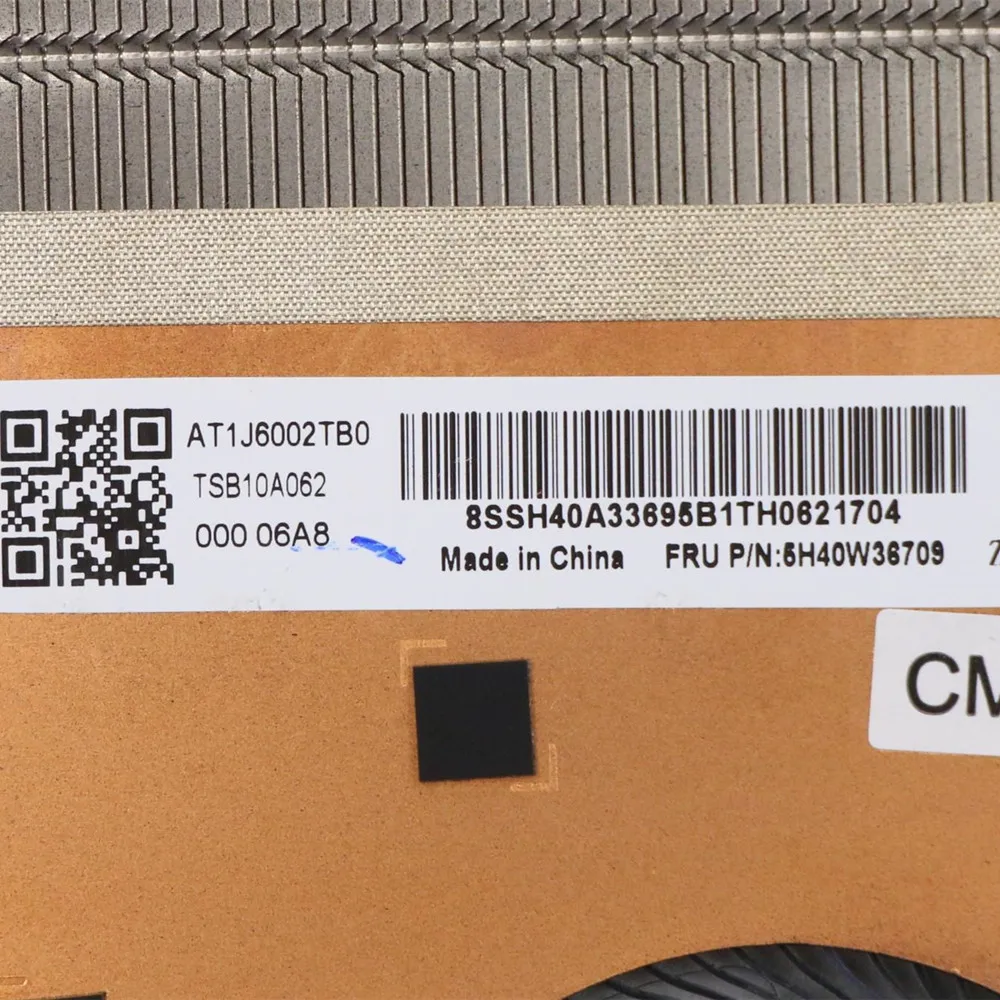 AT1J6002TB0
TSB10A062
000 06A8
8SSH40A33695B1TH0621704
Made in China FRU P/N:5H40W36709
CM